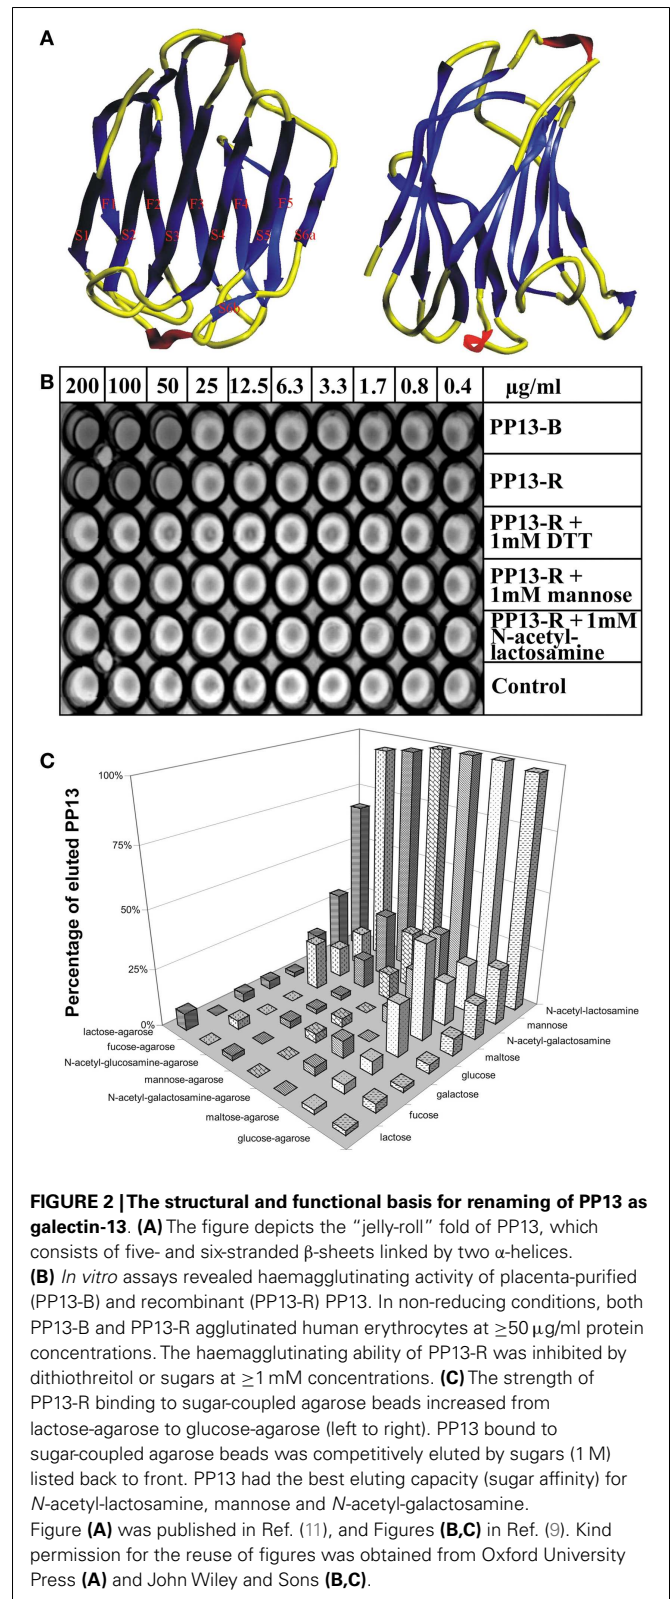 A
F1 F2 F3 F4 F5
S1 S2 S3 S4 S5 S6a
S6b
B
200 100 50 25 12.5 6.3 3.3 1.7 0.8 0.4 µg/ml
PP13-B
PP13-R
PP13-R +
1mM DTT
PP13-R +
1mM mannose
PP13-R + 1mM
N-acetyl-
lactosamine
Control
C
Percentage of eluted PP13
100%
75%
50%
25%
0%
lactose-agarose
fucose-agarose
N-acetyl-glucosamine-agarose
mannose-agarose
N-acetyl-galactosamine-agarose
maltose-agarose
glucose-agarose
N-acetyl-lactosamine
mannose
N-acetyl-galactosamine
maltose
glucose
galactose
fucose
lactose
FIGURE 2 | The structural and functional basis for renaming of PP13 as
galectin-13. (A) The figure depicts the “jelly-roll” fold of PP13, which
consists of five- and six-stranded β-sheets linked by two α-helices.
(B) In vitro assays revealed haemagglutinating activity of placenta-purified
(PP13-B) and recombinant (PP13-R) PP13. In non-reducing conditions, both
PP13-B and PP13-R agglutinated human erythrocytes at ≥50 µg/ml protein
concentrations. The haemagglutinating ability of PP13-R was inhibited by
dithiothreitol or sugars at ≥1 mM concentrations. (C) The strength of
PP13-R binding to sugar-coupled agarose beads increased from
lactose-agarose to glucose-agarose (left to right). PP13 bound to
sugar-coupled agarose beads was competitively eluted by sugars (1 M)
listed back to front. PP13 had the best eluting capacity (sugar affinity) for
N-acetyl-lactosamine, mannose and N-acetyl-galactosamine.
Figure (A) was published in Ref. (11), and Figures (B,C) in Ref. (9). Kind
permission for the reuse of figures was obtained from Oxford University
Press (A) and John Wiley and Sons (B,C).